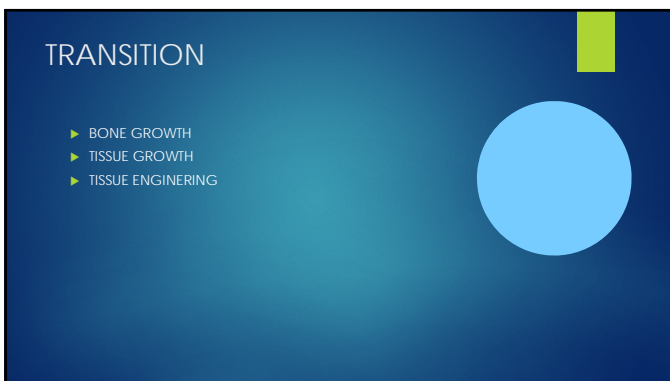 TRANSITION
BONE GROWTH
TISSUE GROWTH
TISSUE ENGINERING